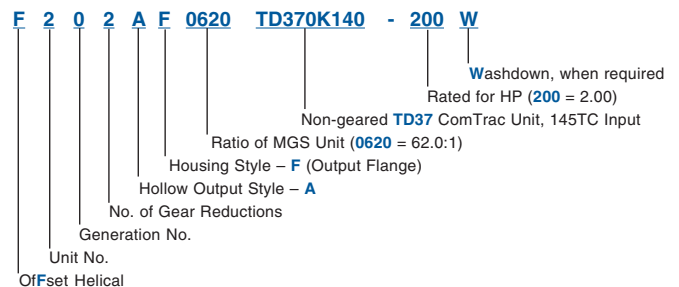 F 2 0 2 A F 0620 TD370K140 - 200 W
Washdown, when required
Rated for HP (200 = 2.00)
Non-geared TD37 ComTrac Unit, 145TC Input
Ratio of MGS Unit (0620 = 62.0:1)
Housing Style – F (Output Flange)
Hollow Output Style – A
No. of Gear Reductions
Generation No.
Unit No.
OfFset Helical